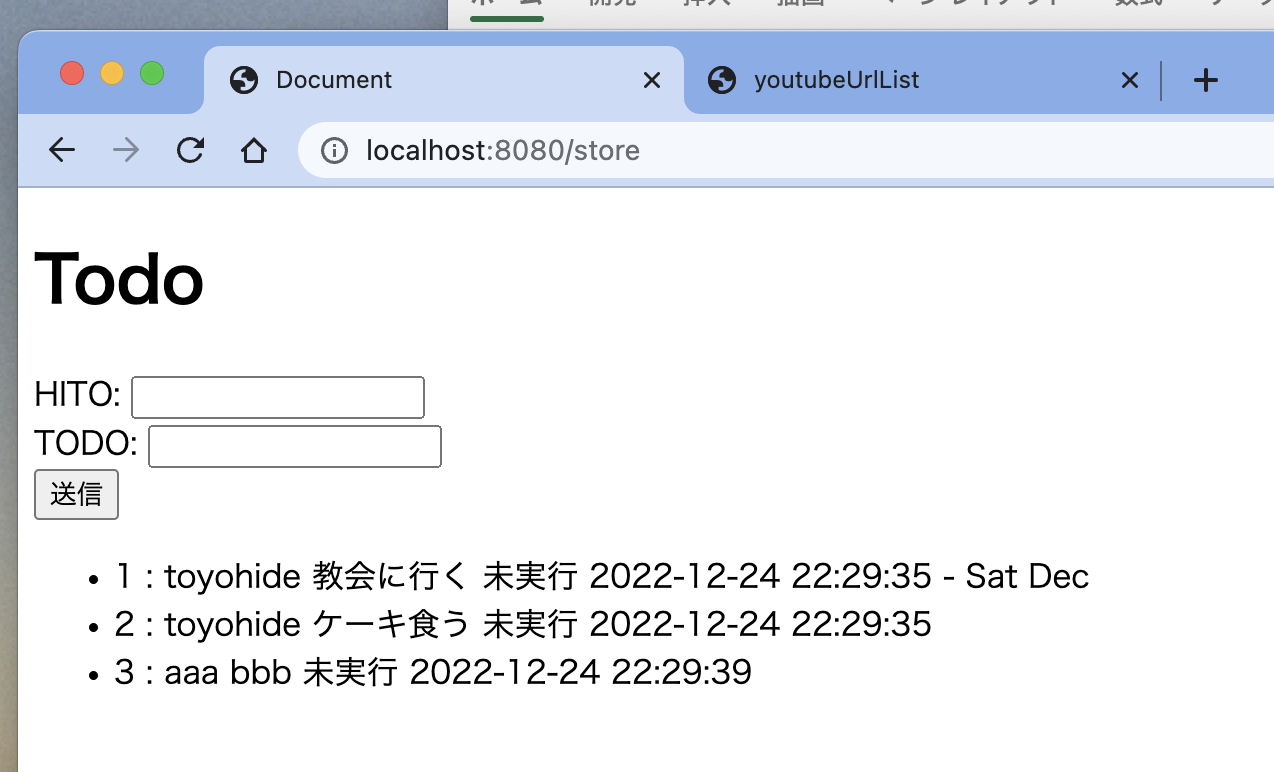 Document
youtubeUrlList
localhost:8080/store
Todo
HITO:
TODO:
送信
1 : toyohide 教会に行く 未実行 2022-12-24 22:29:35 - Sat Dec
2 : toyohide ケーキ食う 未実行 2022-12-24 22:29:35
3 : aaa bbb 未実行 2022-12-24 22:29:39